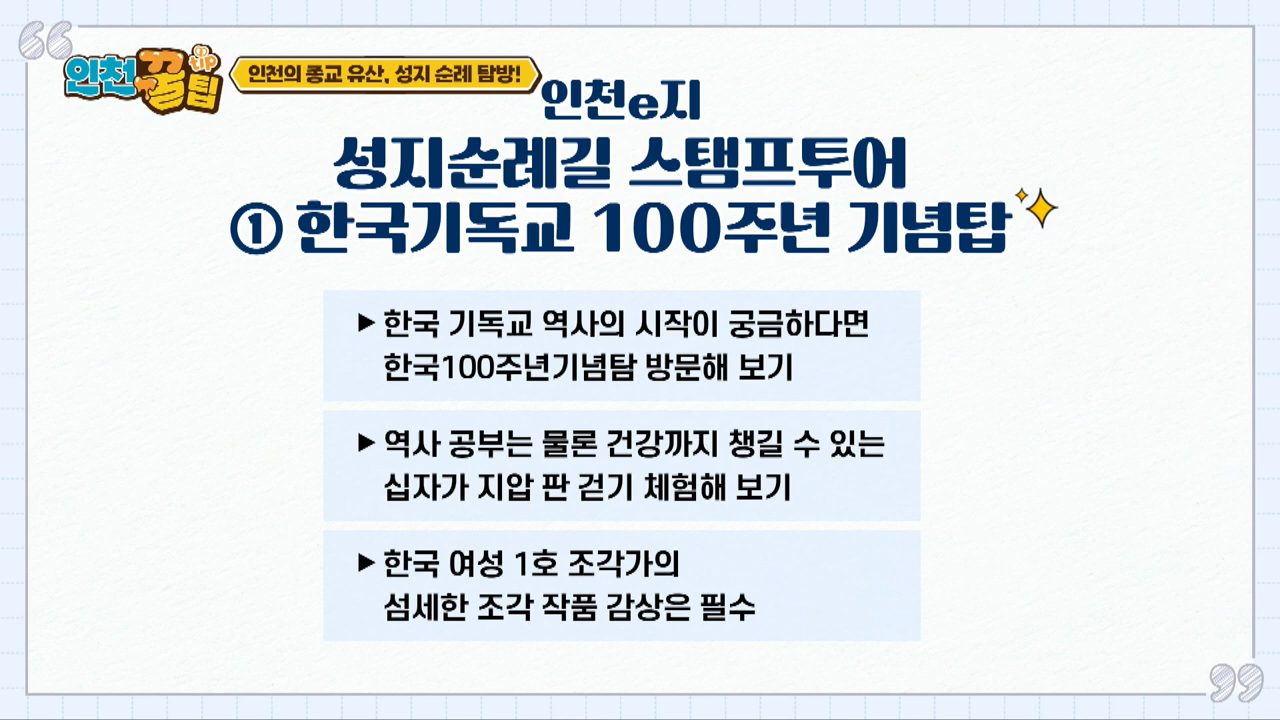 인천꿀팁 tip
인천의 종교 유산, 성지 순례 탐방!
인천e지
성지순례길 스탬프투어
① 한국기독교 100주년 기념탑
▶ 한국 기독교 역사의 시작이 궁금하다면
한국100주년기념탑 방문해 보기
▶ 역사 공부는 물론 건강까지 챙길 수 있는
십자가 지압 판 걷기 체험해 보기
▶ 한국 여성 1호 조각가의
섬세한 조각 작품 감상은 필수